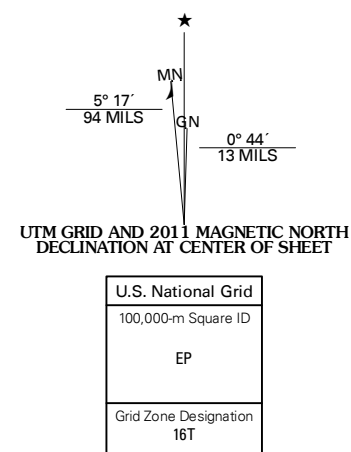 ★
MN
5° 17´
94 MILS
GN
0° 44´
13 MILS
UTM GRID AND 2011 MAGNETIC NORTH
DECLINATION AT CENTER OF SHEET
U.S. National Grid
100,000-m Square ID
EP
Grid Zone Designation
16T